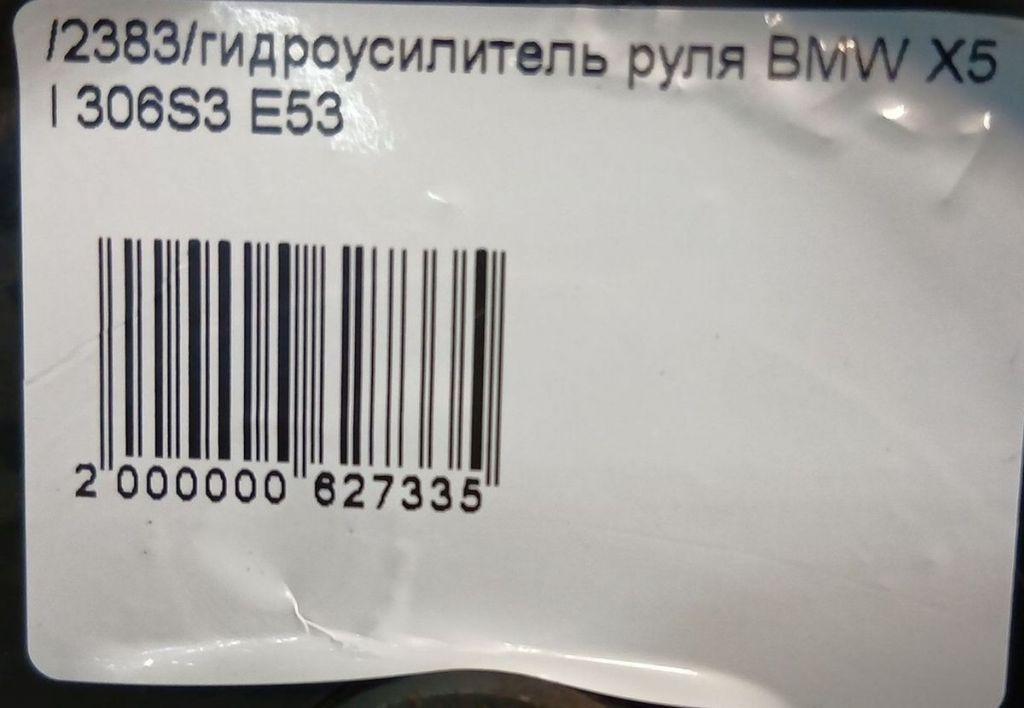 /2383/гидроусилитель руля BMW X5
I 306S3 E53
2 000000 627335